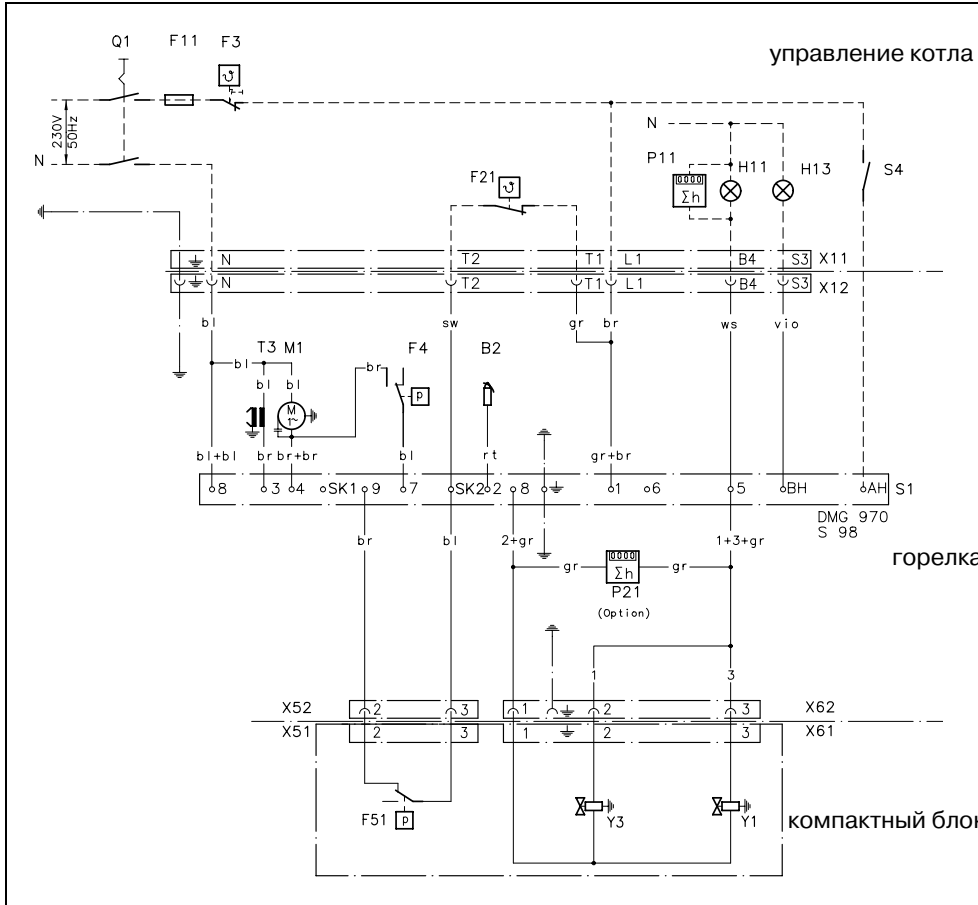 Q1 F11 F3
управление котла
230V
50Hz
N
N
P11 H11 H13 S4
0000
Σh
F21
ϑ
ϑ
N T2 T1 L1 B4 S3 X11
N T2 T1 L1 B4 S3 X12
bl sw gr br ws vio
T3 M1 F4 B2
bl bl br
bl bl
M
1~
p
bl+bl br br+br bl rt gr+br
8 3 4 SK1 9 7 SK2 2 8 1 6 5 BH AH S1
DMG 970
S 98
br bl 2+gr 1+3+gr
горелка
0000
gr Σh gr
P21
(Option)
1 3
X52 2 3 1 2 3 X62
X51 2 3 1 2 3 X61
F51 p Y3 Y1
компактный блок